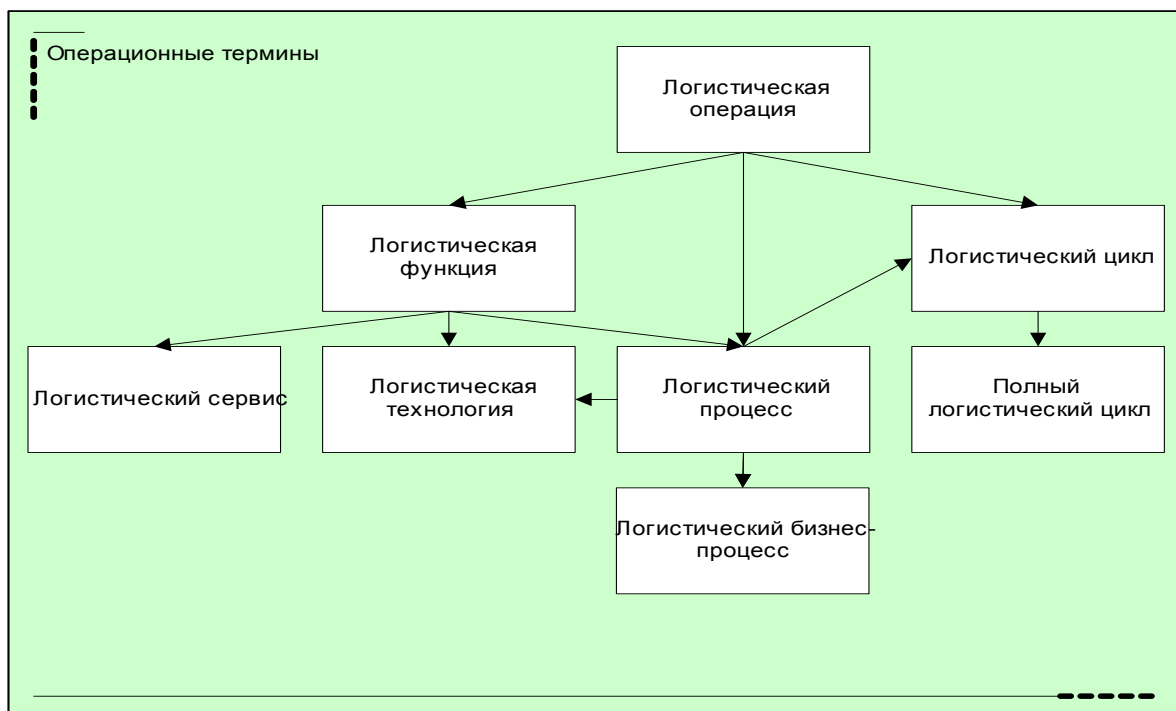 Операционные термины
Логистическая
операция
Логистическая
функция
Логистический цикл
Логистический сервис
Логистическая
технология
Логистический
процесс
Полный
логистический цикл
Логистический бизнес-
процесс